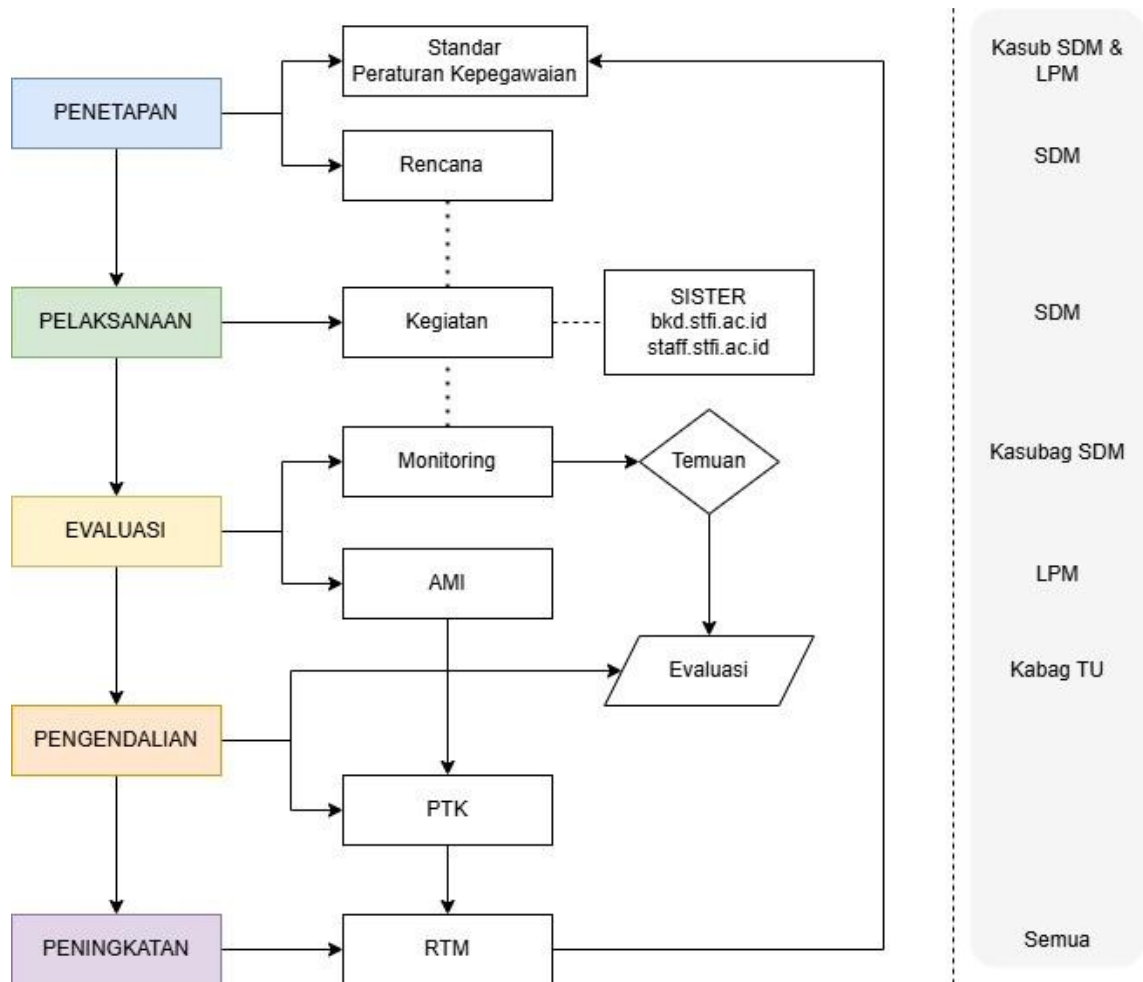 Standar
Peraturan Kepegawaian
Kasub SDM &
LPM
PENETAPAN
Rencana
SDM
PELAKSANAAN
Kegiatan
SISTER
bkd.stfi.ac.id
staff.stfi.ac.id
SDM
Monitoring
Temuan
Kasubag SDM
EVALUASI
AMI
LPM
Evaluasi
Kabag TU
PENGENDALIAN
PTK
PENINGKATAN
RTM
Semua